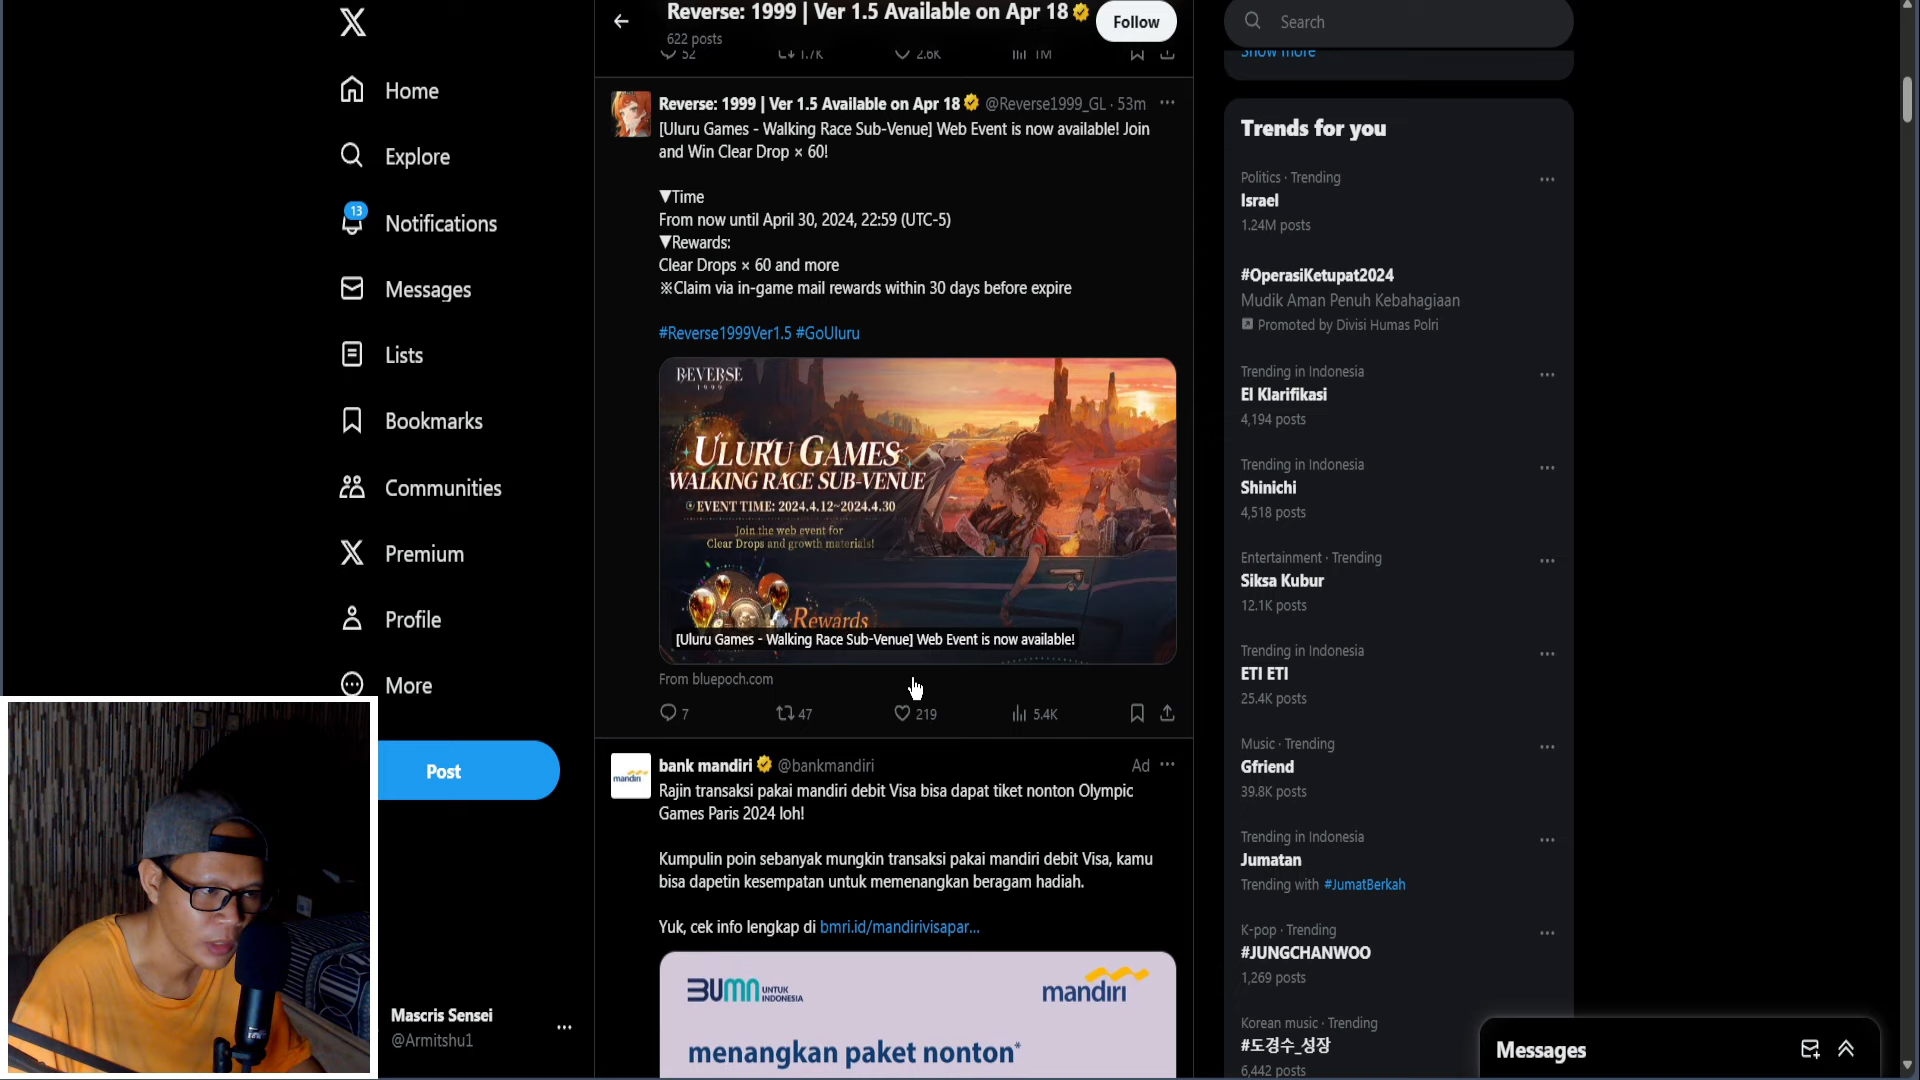 Home
Explore
13
Notifications
Messages
Lists
Bookmarks
Communities
Premium
Profile
More
Post
Mascris Sensei
@Armitshu1
Reverse: 1999 | Ver 1.5 Available on Apr 18
622 posts
Follow
52
1.7K
2.6K
1M
Reverse: 1999 | Ver 1.5 Available on Apr 18 @Reverse1999_GL · 53m
[Uluru Games - Walking Race Sub-Venue] Web Event is now available! Join
and Win Clear Drop × 60!
▼Time
From now until April 30, 2024, 22:59 (UTC-5)
▼Rewards:
Clear Drops × 60 and more
※Claim via in-game mail rewards within 30 days before expire
#Reverse1999Ver1.5 #GoUluru
REVERSE
1999
ULURU GAMES
WALKING RACE SUB-VENUE
EVENT TIME: 2024.4.12~2024.4.30
Join the web event for
Clear Drops and growth materials!
Rewards
[Uluru Games - Walking Race Sub-Venue] Web Event is now available!
From bluepoch.com
7
47
219
5.4K
bank mandiri @bankmandiri
Ad
Rajin transaksi pakai mandiri debit Visa bisa dapat tiket nonton Olympic
Games Paris 2024 loh!
Kumpulin poin sebanyak mungkin transaksi pakai mandiri debit Visa, kamu
bisa dapetin kesempatan untuk memenangkan beragam hadiah.
Yuk, cek info lengkap di bmri.id/mandirivisapar...
BUMN UNTUK
INDONESIA
mandiri
menangkan paket nonton*
Search
Show more
Trends for you
Politics · Trending
Israel
1.24M posts
#OperasiKetupat2024
Mudik Aman Penuh Kebahagiaan
Promoted by Divisi Humas Polri
Trending in Indonesia
El Klarifikasi
4,194 posts
Trending in Indonesia
Shinichi
4,518 posts
Entertainment · Trending
Siksa Kubur
12.1K posts
Trending in Indonesia
ETI ETI
25.4K posts
Music · Trending
Gfriend
39.8K posts
Trending in Indonesia
Jumatan
Trending with #JumatBerkah
K-pop · Trending
#JUNGCHANWOO
1,269 posts
Korean music · Trending
#도경수_성장
6,442 posts
Messages